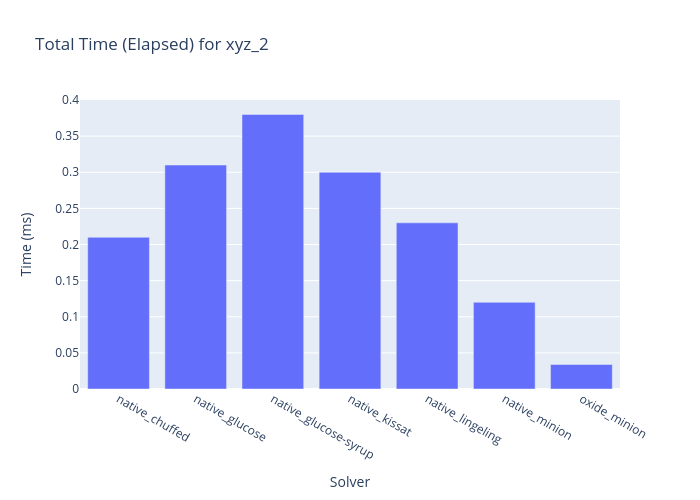 Total Time (Elapsed) for xyz_2
0.4
0.35
0.3
0.25
0.2
0.15
0.1
0.05
0
Time (ms)
native_chuffed
native_glucose
native_glucose-syrup
native_kissat
native_lingeling
native_minion
oxide_minion
Solver